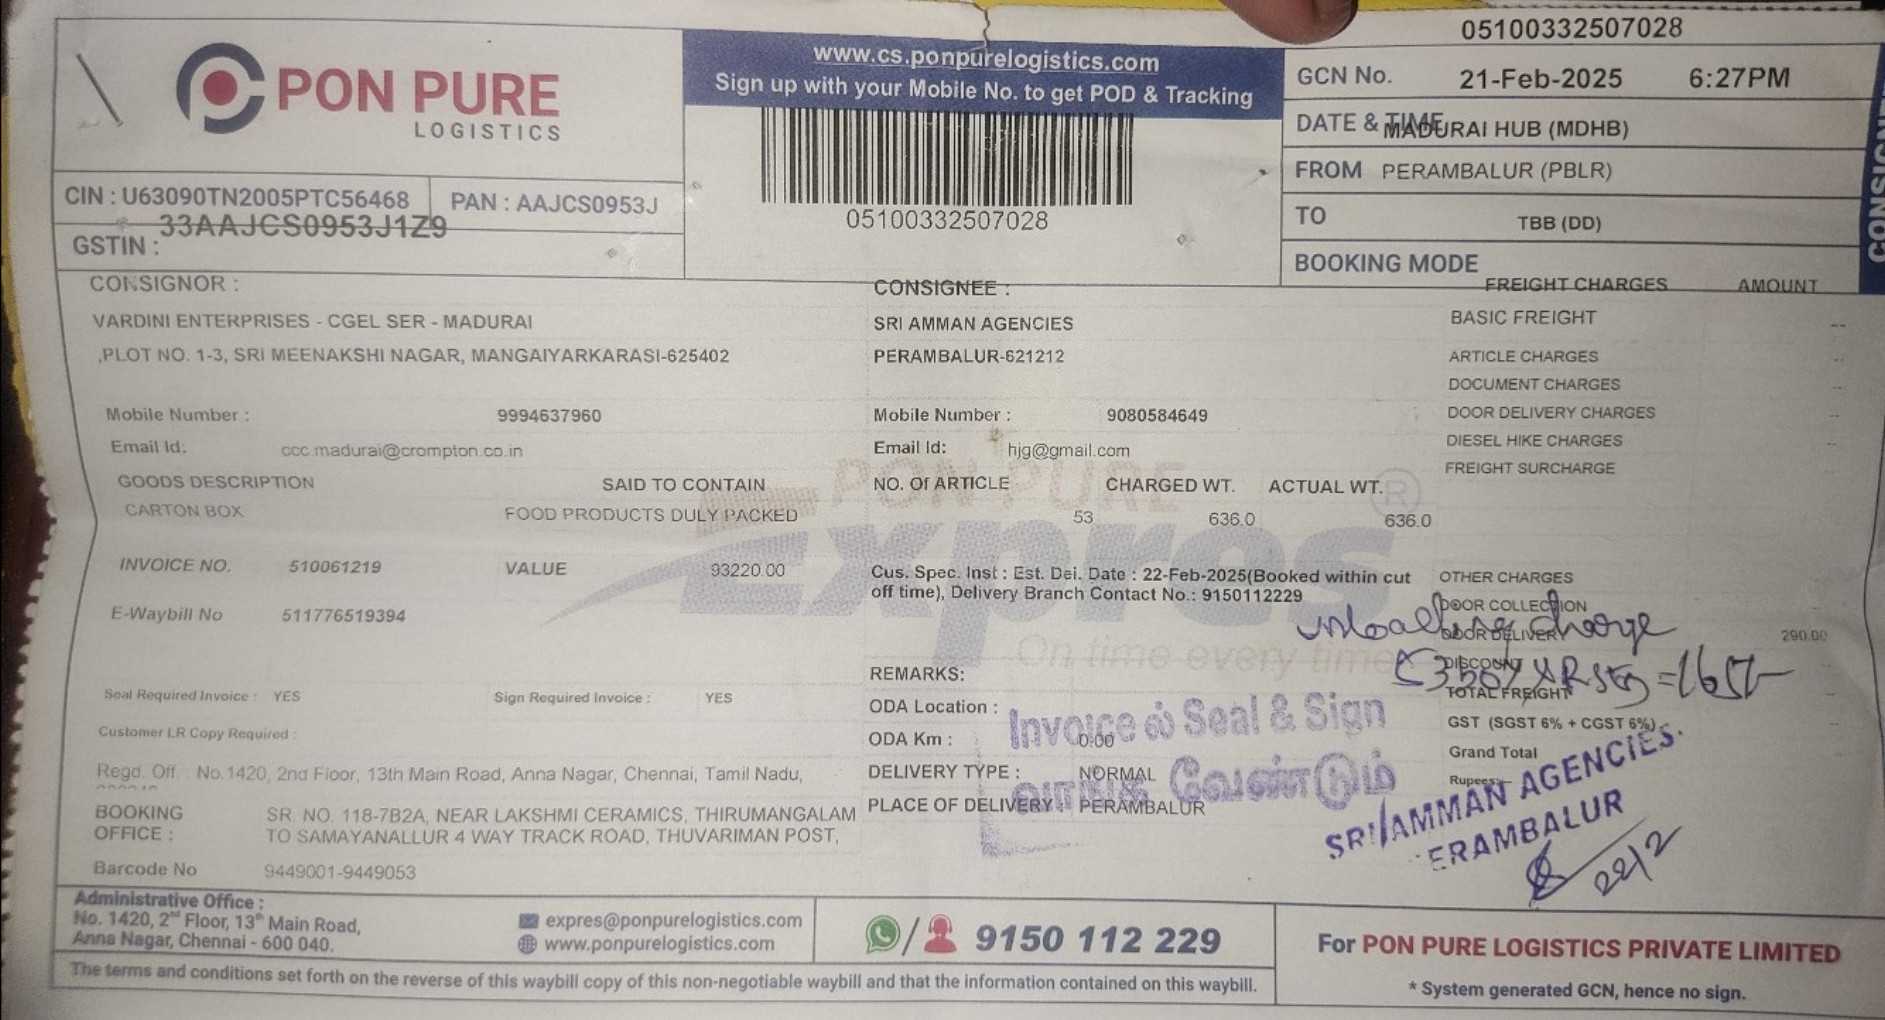 05100332507028
PON PURE
LOGISTICS
www.cs.ponpurelogistics.com
Sign up with your Mobile No. to get POD & Tracking
05100332507028
GCN No. 21-Feb-2025 6:27PM
DATE & TIME MADURAI HUB (MDHB)
FROM PERAMBALUR (PBLR)
TO TBB (DD)
BOOKING MODE
CIN : U63090TN2005PTC56468 PAN : AAJCS0953J
33AAJCS0953J1Z9
GSTIN :
CONSIGNOR :
VARDINI ENTERPRISES - CGEL SER - MADURAI
,PLOT NO. 1-3, SRI MEENAKSHI NAGAR, MANGAIYARKARASI-625402
Mobile Number : 9994637960
Email Id: ccc.madurai@crompton.co.in
CONSIGNEE :
SRI AMMAN AGENCIES
PERAMBALUR-621212
Mobile Number : 9080584649
Email Id: hjg@gmail.com
FREIGHT CHARGES AMOUNT
BASIC FREIGHT --
ARTICLE CHARGES --
DOCUMENT CHARGES
DOOR DELIVERY CHARGES --
DIESEL HIKE CHARGES --
FREIGHT SURCHARGE
GOODS DESCRIPTION SAID TO CONTAIN NO. Of ARTICLE CHARGED WT. ACTUAL WT.
CARTON BOX FOOD PRODUCTS DULY PACKED 53 636.0 636.0
PON PURE
Expres
On time every time
INVOICE NO. 510061219 VALUE 93220.00
E-Waybill No 511776519394
Cus. Spec. Inst : Est. Del. Date : 22-Feb-2025(Booked within cut
off time), Delivery Branch Contact No.: 9150112229
OTHER CHARGES
DOOR COLLECTION
DOOR DELIVERY 290.00
DISCOUNT
TOTAL FREIGHT
GST (SGST 6% + CGST 6%)
Grand Total
Rupees
charge
REMARKS:
ODA Location :
ODA Km : 0.00
DELIVERY TYPE : NORMAL
PLACE OF DELIVERY : PERAMBALUR
Invoice ல் Seal & Sign
வாங்க வேண்டும்
SRI AMMAN AGENCIES.
ERAMBALUR
22/2
Seal Required Invoice : YES Sign Required Invoice : YES
Customer LR Copy Required :
Regd. Off. : No.1420, 2nd Floor, 13th Main Road, Anna Nagar, Chennai, Tamil Nadu,
BOOKING OFFICE : SR. NO. 118-7B2A, NEAR LAKSHMI CERAMICS, THIRUMANGALAM
TO SAMAYANALLUR 4 WAY TRACK ROAD, THUVARIMAN POST,
Barcode No 9449001-9449053
Administrative Office :
No. 1420, 2nd Floor, 13th Main Road,
Anna Nagar, Chennai - 600 040.
expres@ponpurelogistics.com
www.ponpurelogistics.com
9150 112 229
For PON PURE LOGISTICS PRIVATE LIMITED
* System generated GCN, hence no sign.
The terms and conditions set forth on the reverse of this waybill copy of this non-negotiable waybill and that the information contained on this waybill.